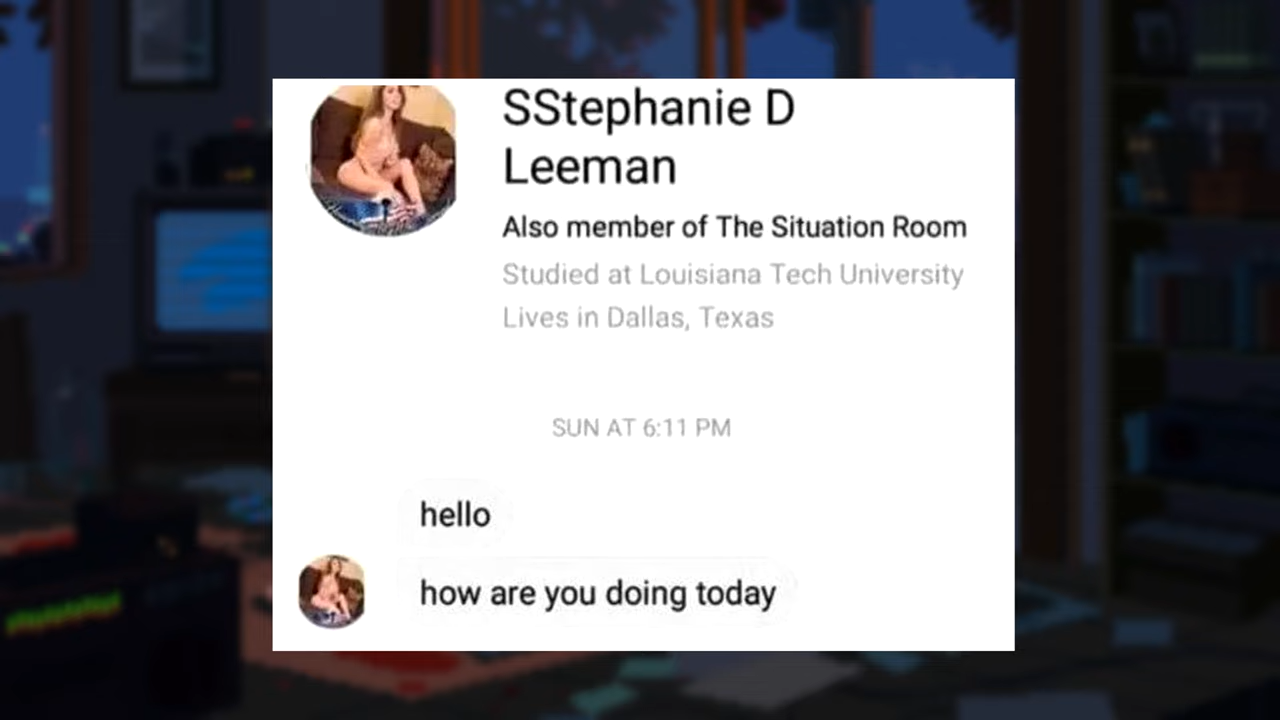 SStephanie D
Leeman
Also member of The Situation Room
Studied at Louisiana Tech University
Lives in Dallas, Texas
SUN AT 6:11 PM
hello
how are you doing today